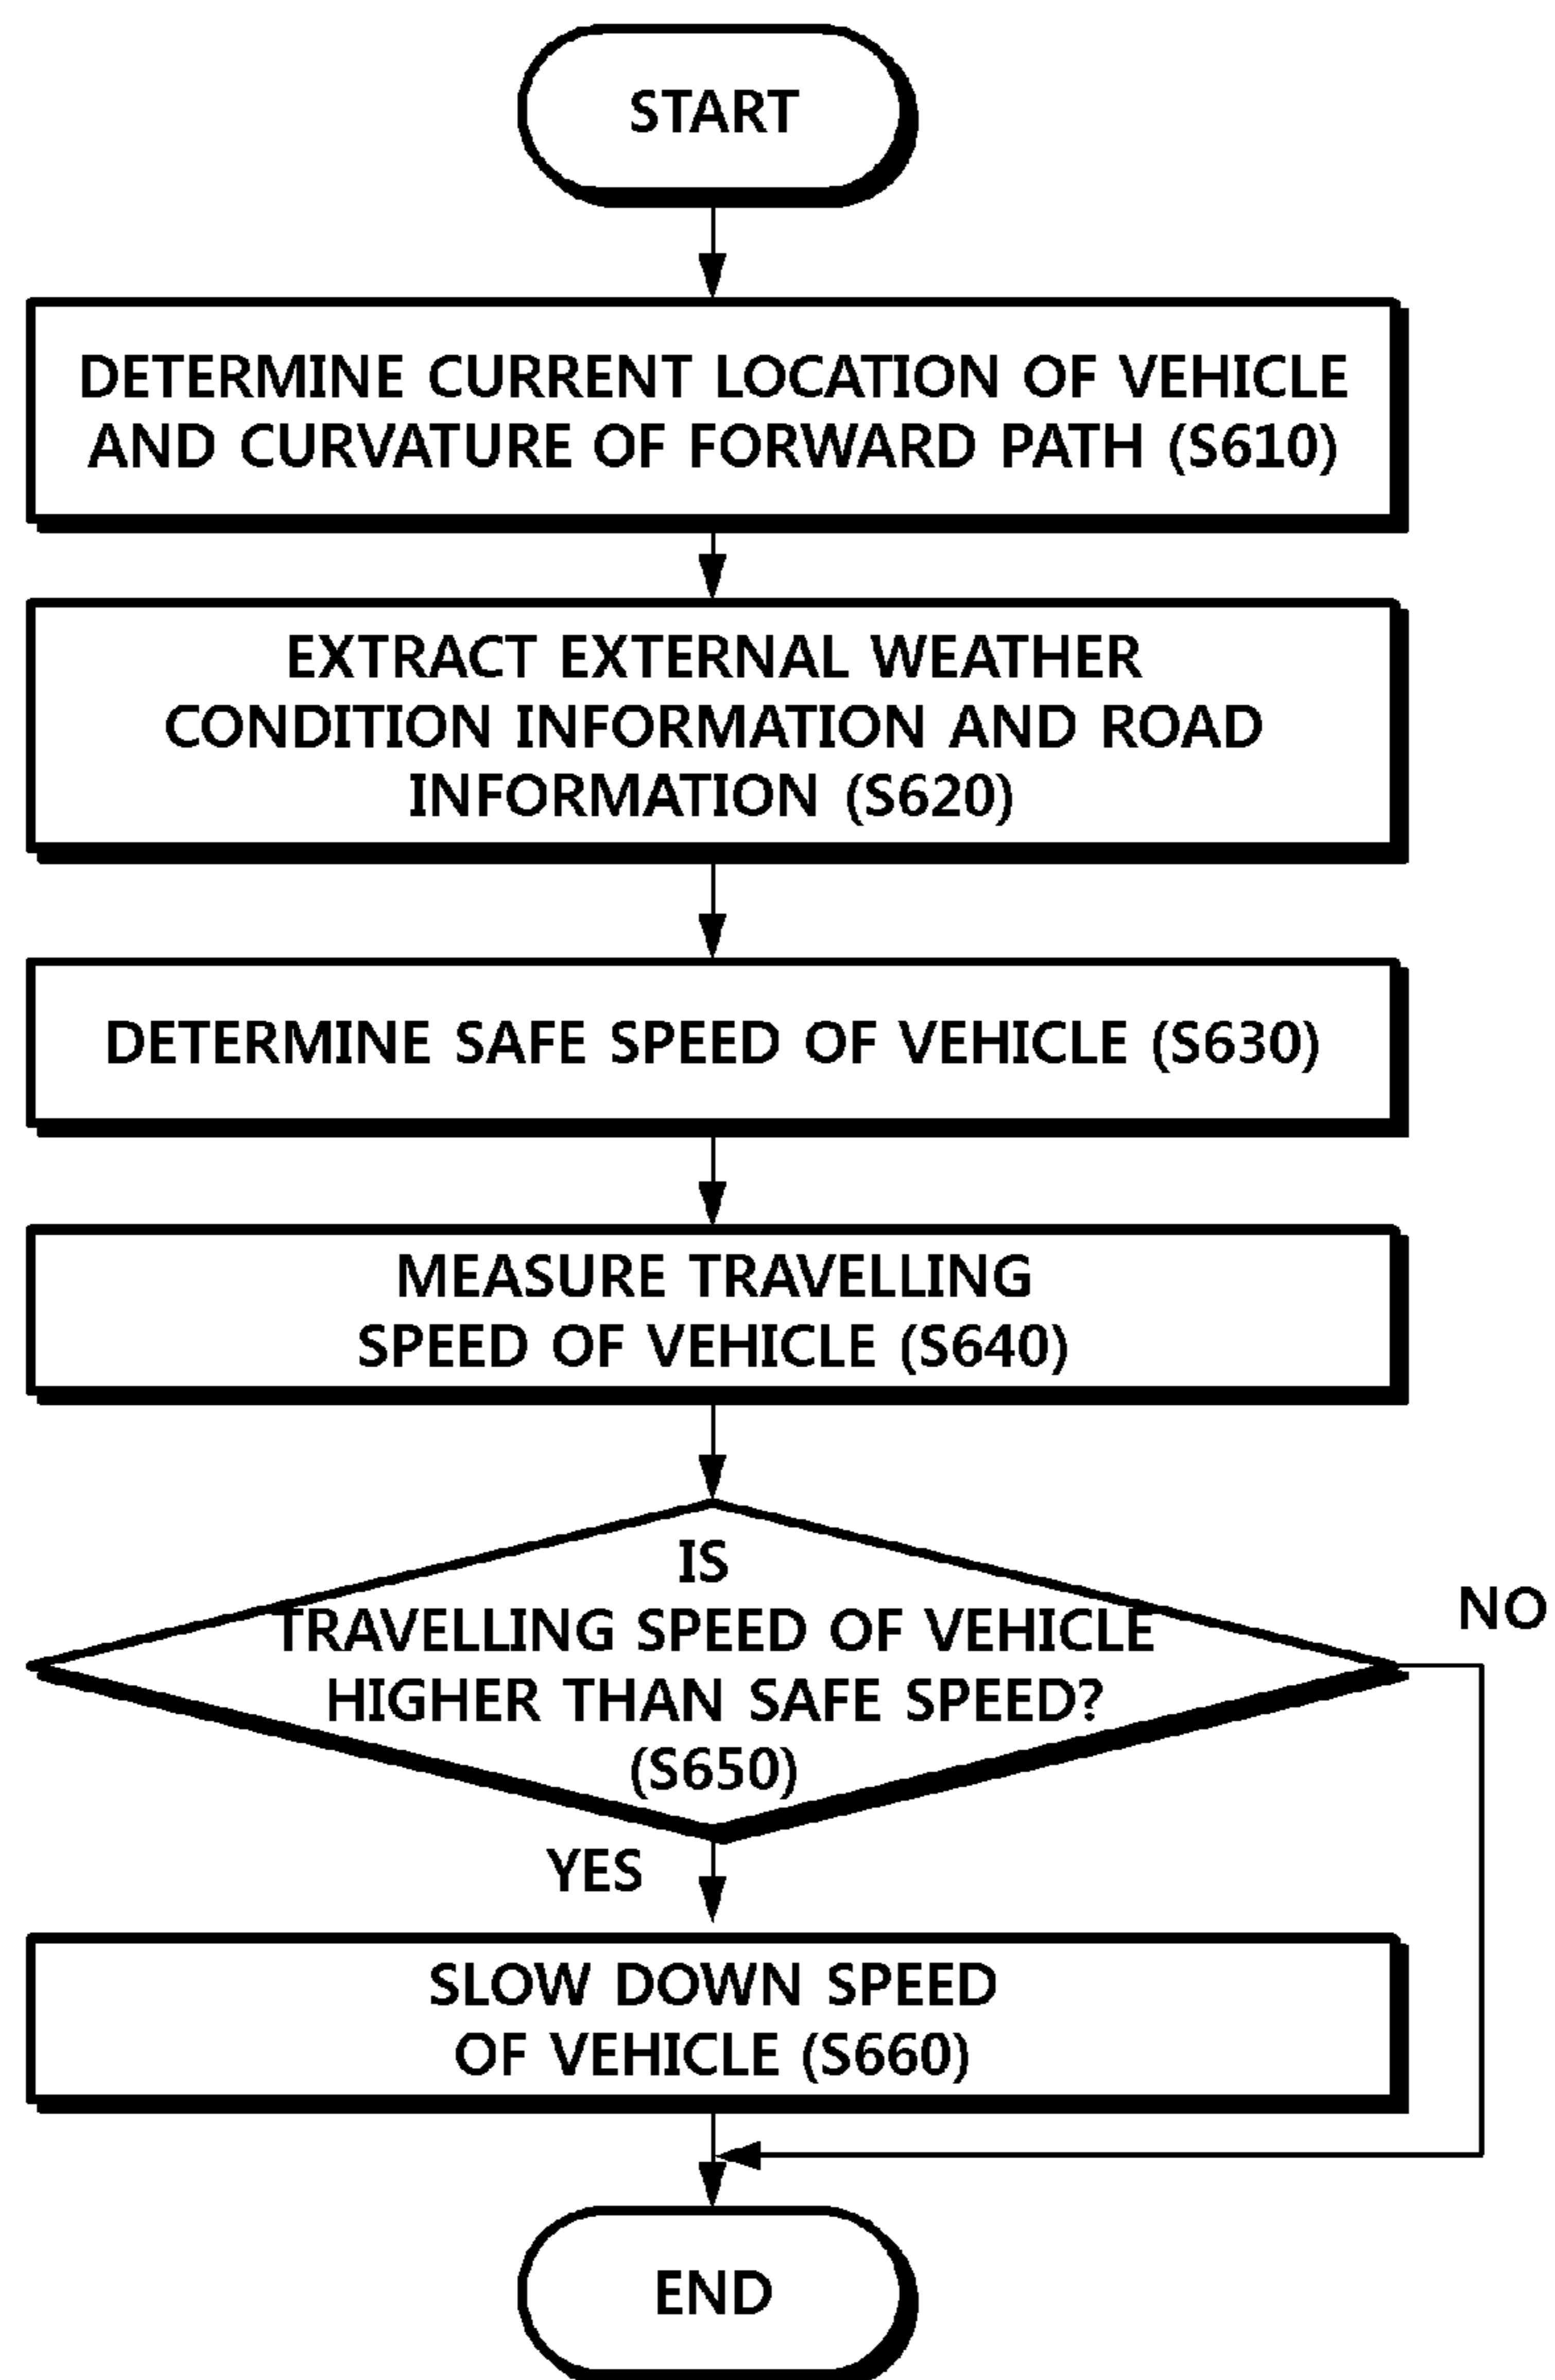 START
DETERMINE CURRENT LOCATION OF VEHICLE
AND CURVATURE OF FORWARD PATH (S610)
EXTRACT EXTERNAL WEATHER
CONDITION INFORMATION AND ROAD
INFORMATION (S620)
DETERMINE SAFE SPEED OF VEHICLE (S630)
MEASURE TRAVELLING
SPEED OF VEHICLE (S640)
IS
TRAVELLING SPEED OF VEHICLE
HIGHER THAN SAFE SPEED?
(S650)
NO
YES
SLOW DOWN SPEED
OF VEHICLE (S660)
END